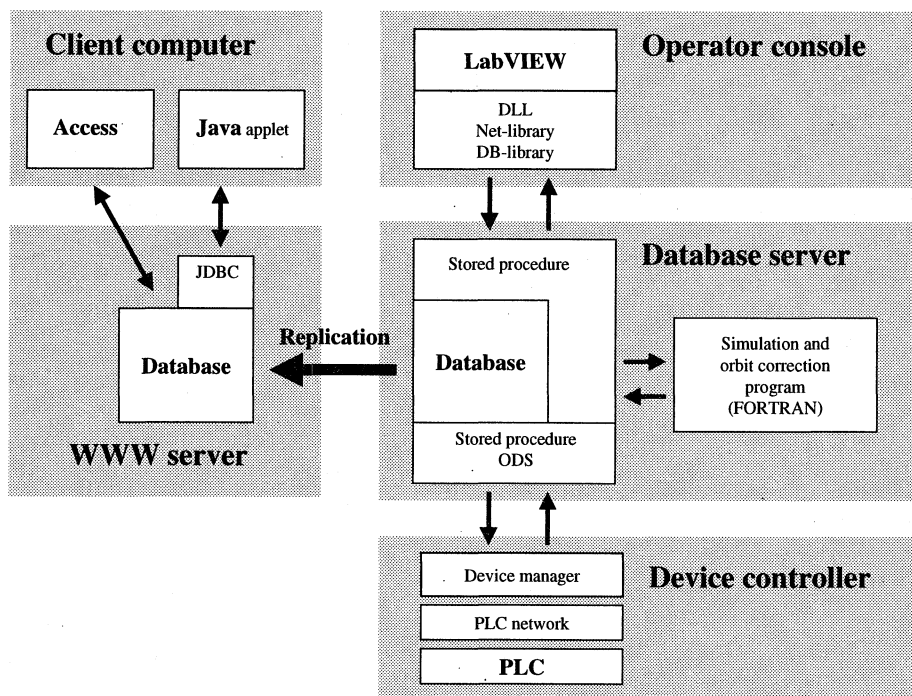 Client computer
Access
Java applet
JDBC
Database
WWW server
Replication
Operator console
LabVIEW
DLL
Net-library
DB-library
Database server
Stored procedure
Database
Simulation and
orbit correction
program
(FORTRAN)
Stored procedure
ODS
Device controller
Device manager
PLC network
PLC